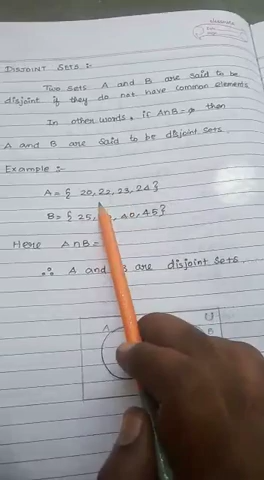 classmate
DISJOINT SETS :-
Two sets A and B are said to be
disjoint if they do not have common elements
In other words, if A∩B=ϕ then
A and B are said to be disjoint sets.
Example :-
A = { 20, 22, 23, 24}
B = { 25, , 40, 45}
Here A∩B =
∴ A and B are disjoint sets.
U
A B